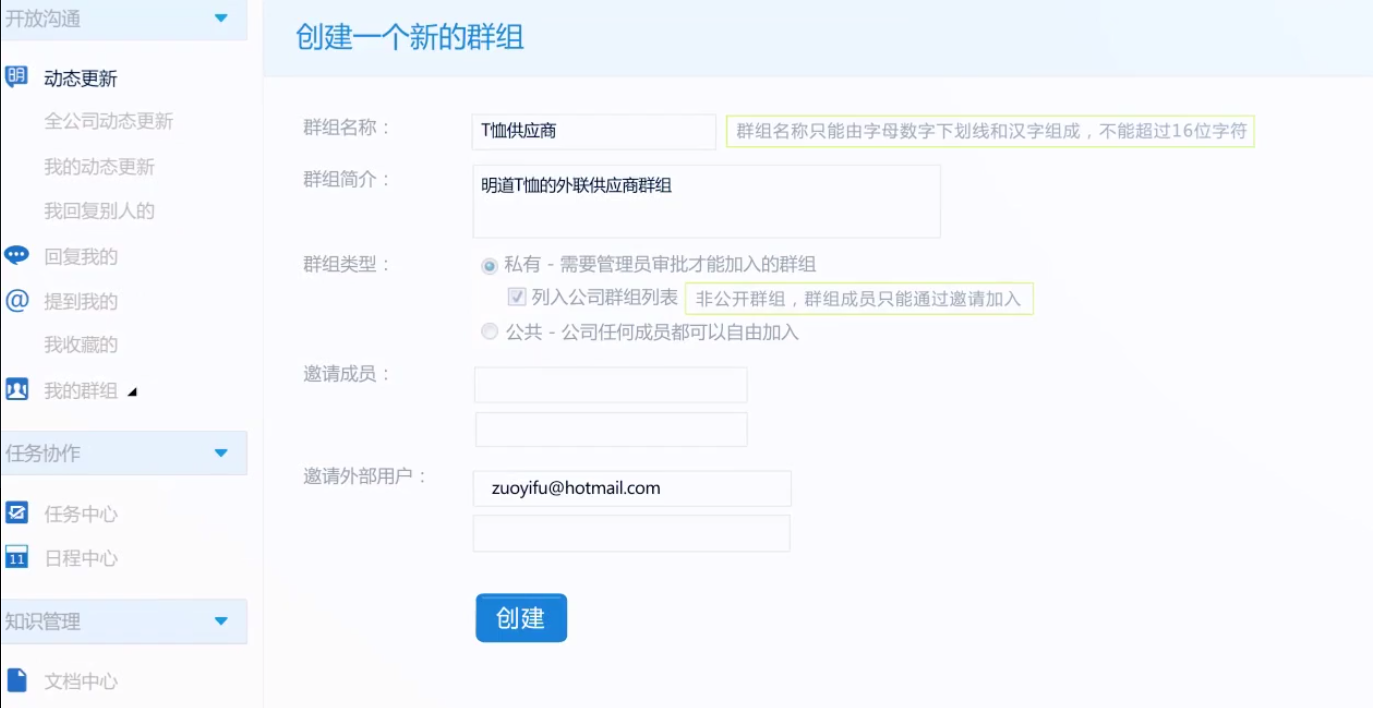 开放沟通
明 动态更新
全公司动态更新
我的动态更新
我回复别人的
回复我的
@ 提到我的
我收藏的
我的群组
任务协作
任务中心
11 日程中心
知识管理
文档中心
创建一个新的群组
群组名称： T恤供应商 群组名称只能由字母数字下划线和汉字组成，不能超过16位字符
群组简介： 明道T恤的外联供应商群组
群组类型： 私有 - 需要管理员审批才能加入的群组
列入公司群组列表 非公开群组，群组成员只能通过邀请加入
公共 - 公司任何成员都可以自由加入
邀请成员：
邀请外部用户： zuoyifu@hotmail.com
创建